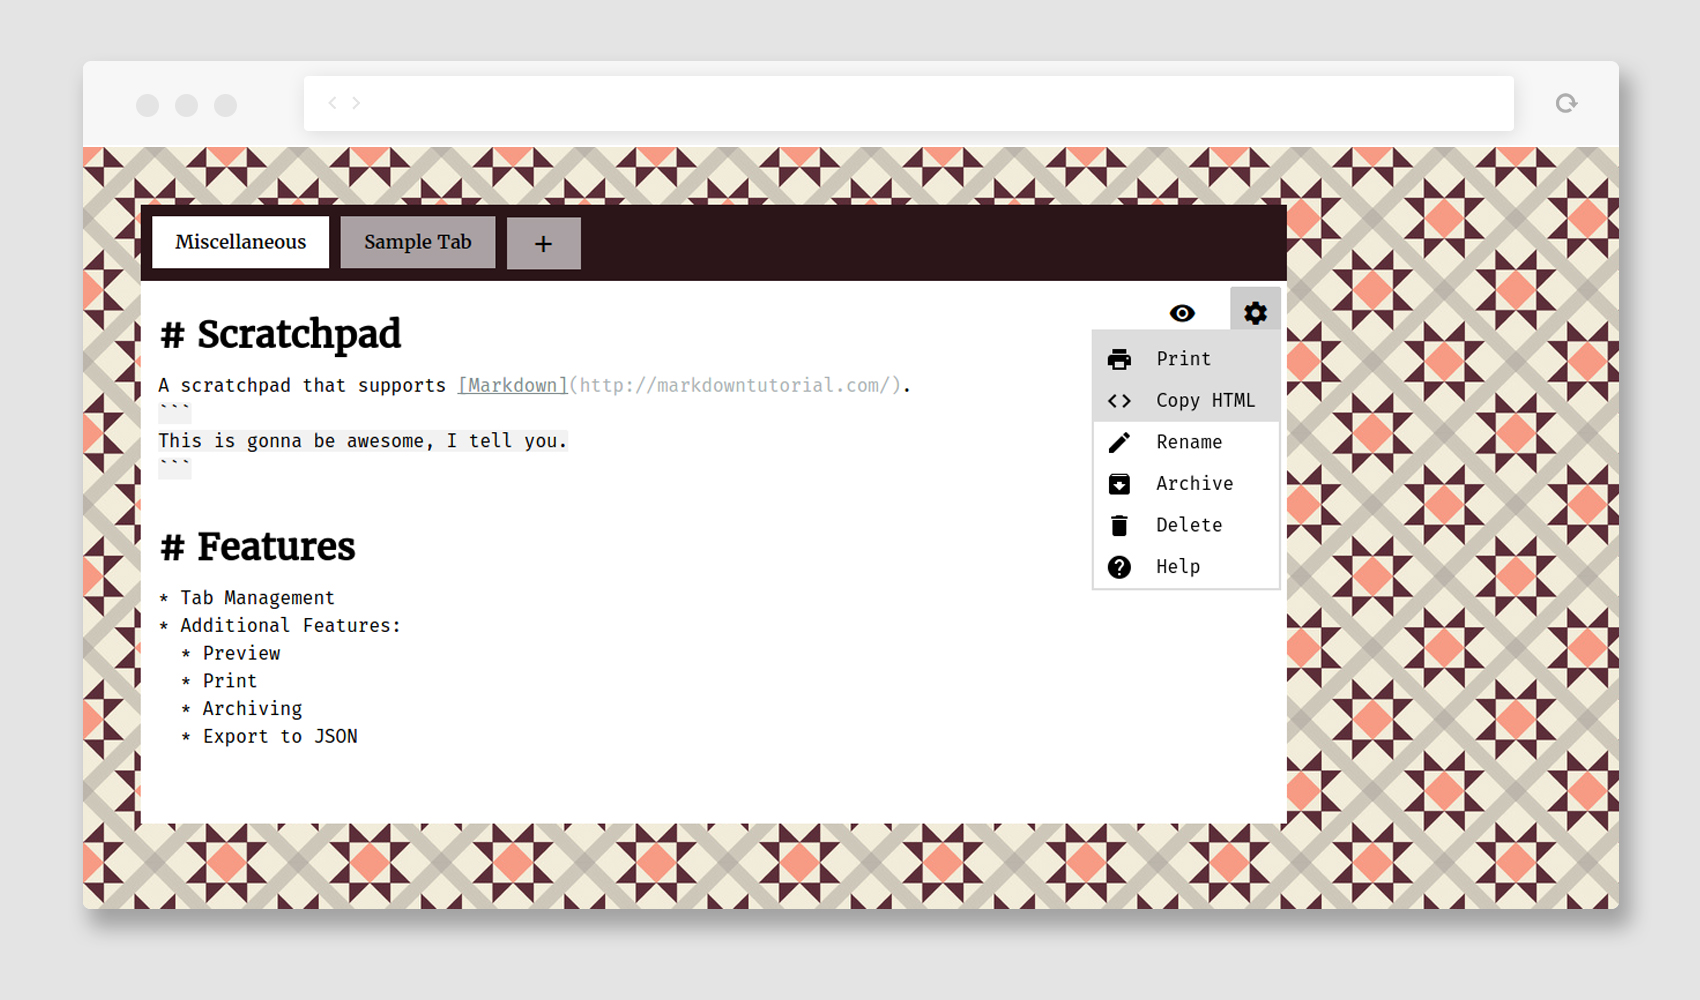 Miscellaneous
Sample Tab
+
# Scratchpad
A scratchpad that supports [Markdown](http://markdowntutorial.com/).
```
This is gonna be awesome, I tell you.
```
# Features
* Tab Management
* Additional Features:
  * Preview
  * Print
  * Archiving
  * Export to JSON
Print
Copy HTML
Rename
Archive
Delete
Help